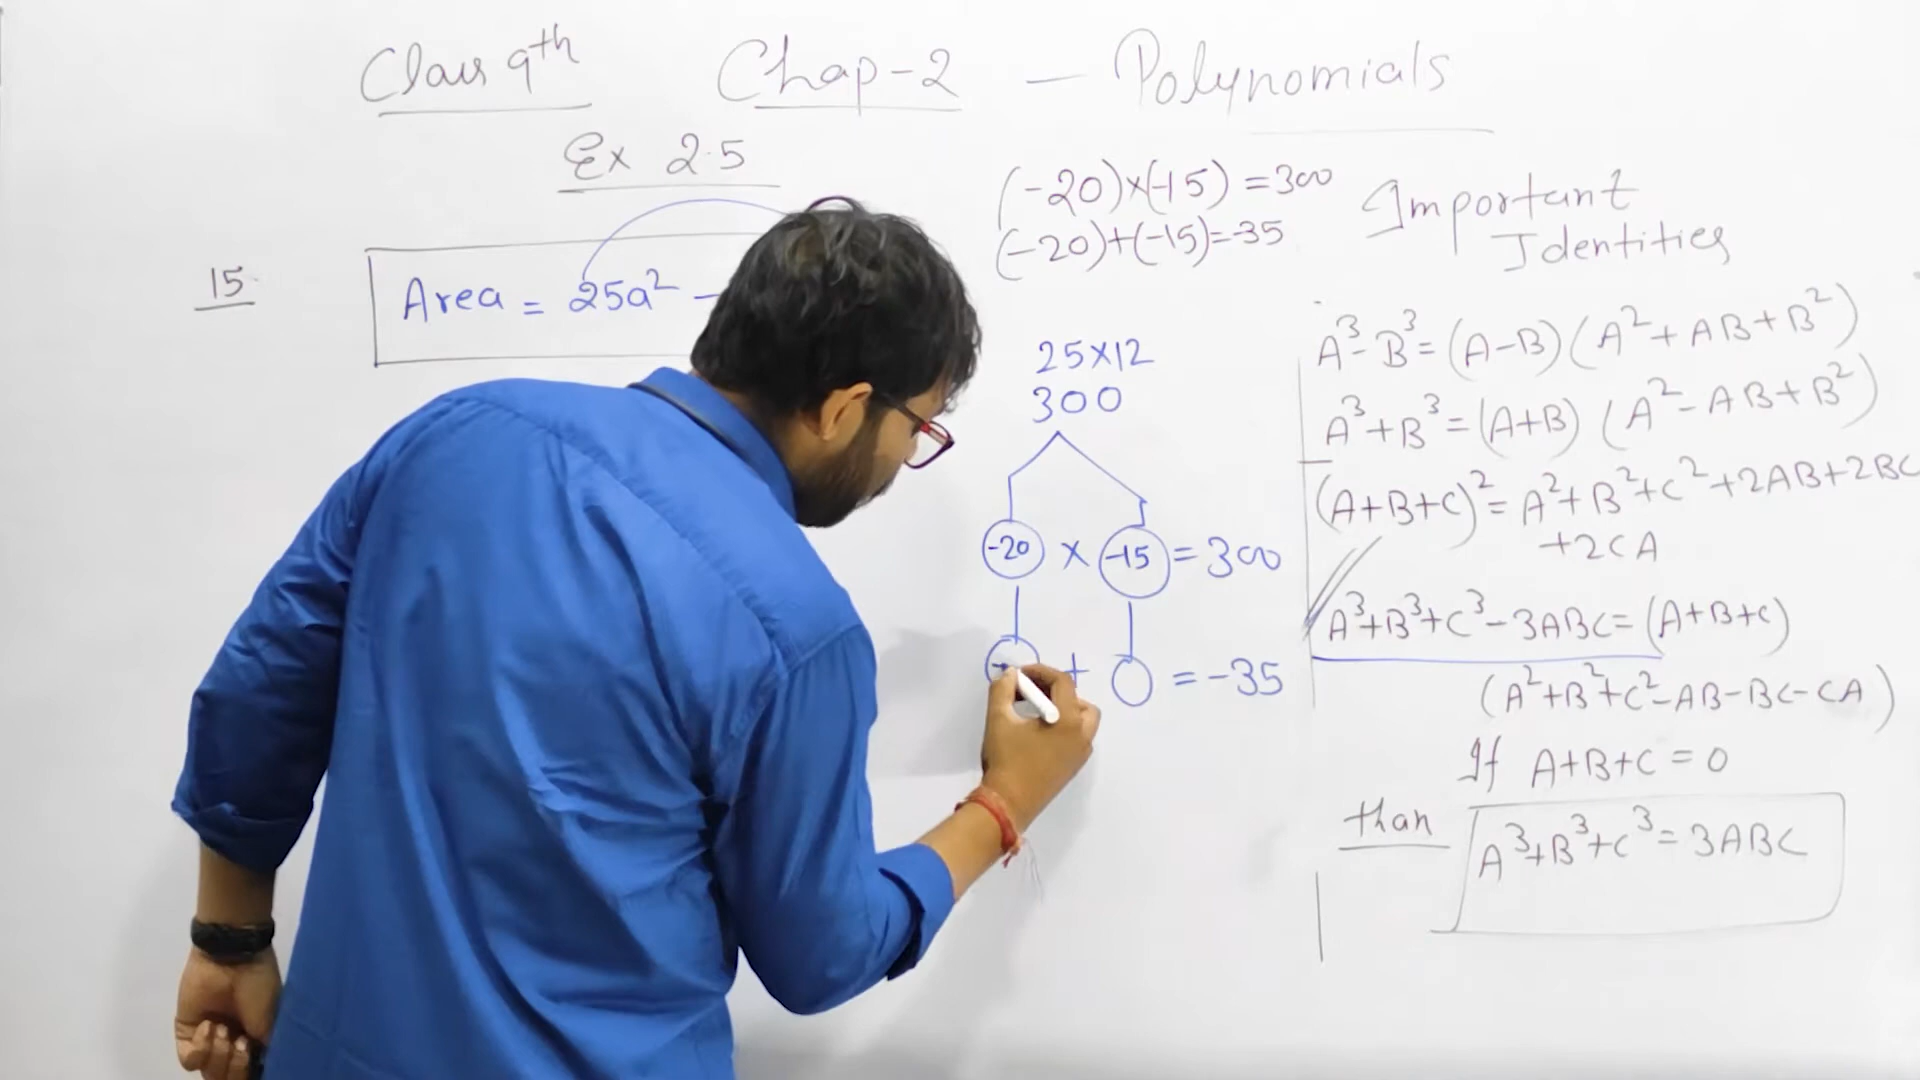 Class 9th Chap-2 - Polynomials
Ex 2.5
15.
Area = 25a² -
(-20)×(-15) = 300
(-20)+(-15)=-35
25×12
300
-20 × -15 = 300
+ = -35
Important
Identities
A³-B³=(A-B)(A²+AB+B²)
A³+B³=(A+B)(A²-AB+B²)
(A+B+C)²=A²+B²+C²+2AB+2BC
+2CA
A³+B³+C³-3ABC=(A+B+C)
(A²+B²+C²-AB-BC-CA)
If A+B+C=0
than A³+B³+C³=3ABC